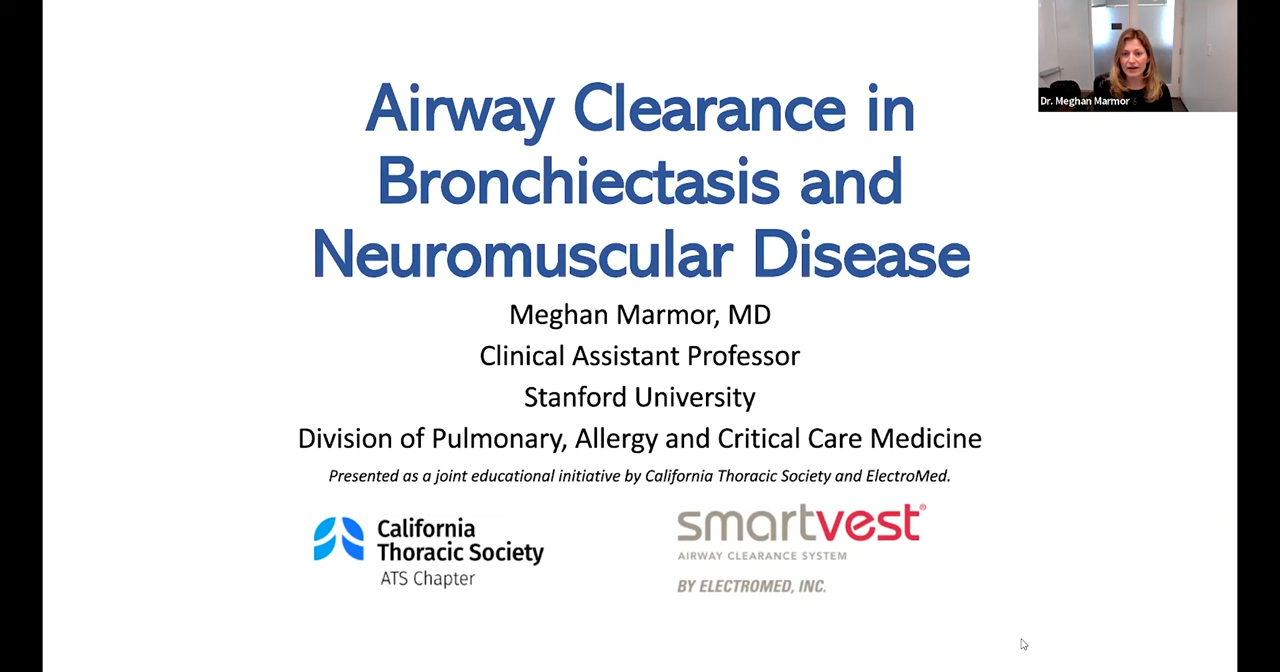 Airway Clearance in
Bronchiectasis and
Neuromuscular Disease
Meghan Marmor, MD
Clinical Assistant Professor
Stanford University
Division of Pulmonary, Allergy and Critical Care Medicine
Presented as a joint educational initiative by California Thoracic Society and ElectroMed.
California
Thoracic Society
ATS Chapter
smartvest®
AIRWAY CLEARANCE SYSTEM
BY ELECTROMED, INC.
Dr. Meghan Marmor